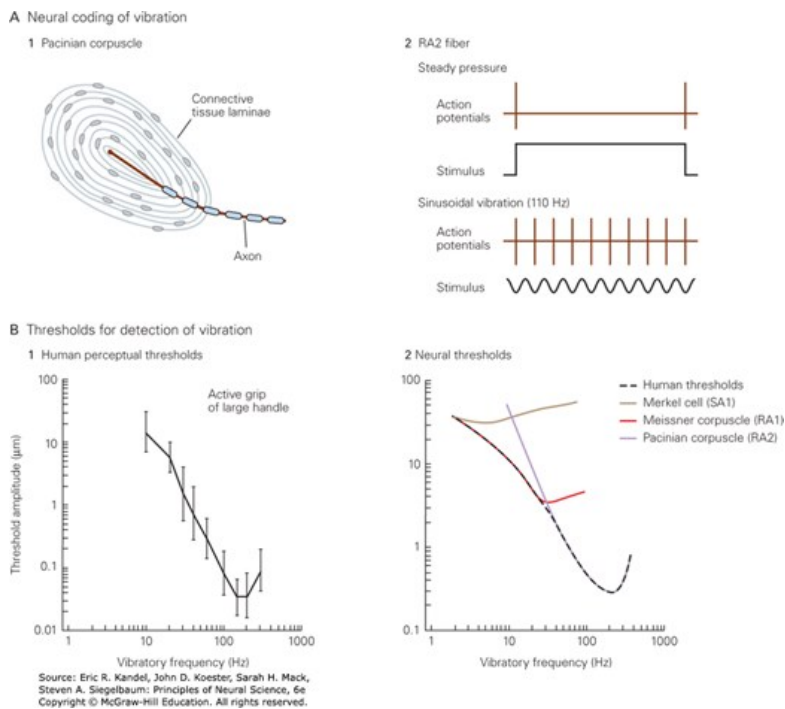 A Neural coding of vibration
1 Pacinian corpuscle
Connective
tissue laminae
Axon
2 RA2 fiber
Steady pressure
Action
potentials
Stimulus
Sinusoidal vibration (110 Hz)
Action
potentials
Stimulus
B Thresholds for detection of vibration
1 Human perceptual thresholds
Active grip
of large handle
Threshold amplitude (μm)
100
10
1
0.1
0.01
1 10 100 1000
Vibratory frequency (Hz)
2 Neural thresholds
Human thresholds
Merkel cell (SA1)
Meissner corpuscle (RA1)
Pacinian corpuscle (RA2)
100
10
1
0.1
1 10 100 1000
Vibratory frequency (Hz)
Source: Eric R. Kandel, John D. Koester, Sarah H. Mack,
Steven A. Siegelbaum: Principles of Neural Science, 6e
Copyright © McGraw-Hill Education. All rights reserved.